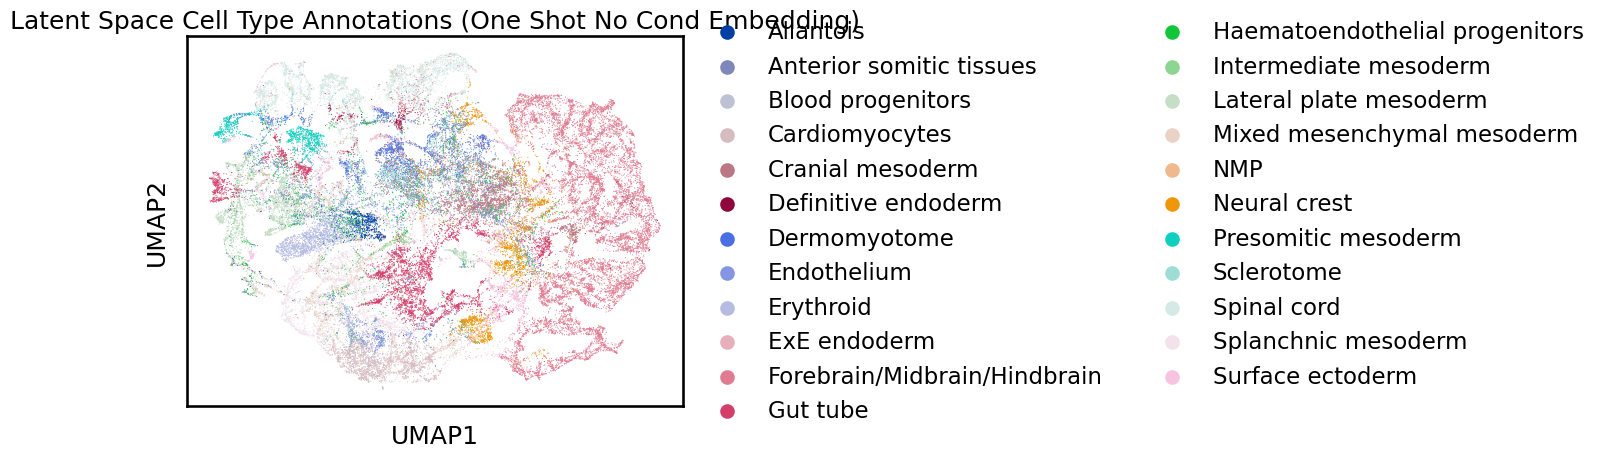 Latent Space Cell Type Annotations (One Shot No Cond Embedding)
UMAP2
UMAP1
Allantois
Anterior somitic tissues
Blood progenitors
Cardiomyocytes
Cranial mesoderm
Definitive endoderm
Dermomyotome
Endothelium
Erythroid
ExE endoderm
Forebrain/Midbrain/Hindbrain
Gut tube
Haematoendothelial progenitors
Intermediate mesoderm
Lateral plate mesoderm
Mixed mesenchymal mesoderm
NMP
Neural crest
Presomitic mesoderm
Sclerotome
Spinal cord
Splanchnic mesoderm
Surface ectoderm